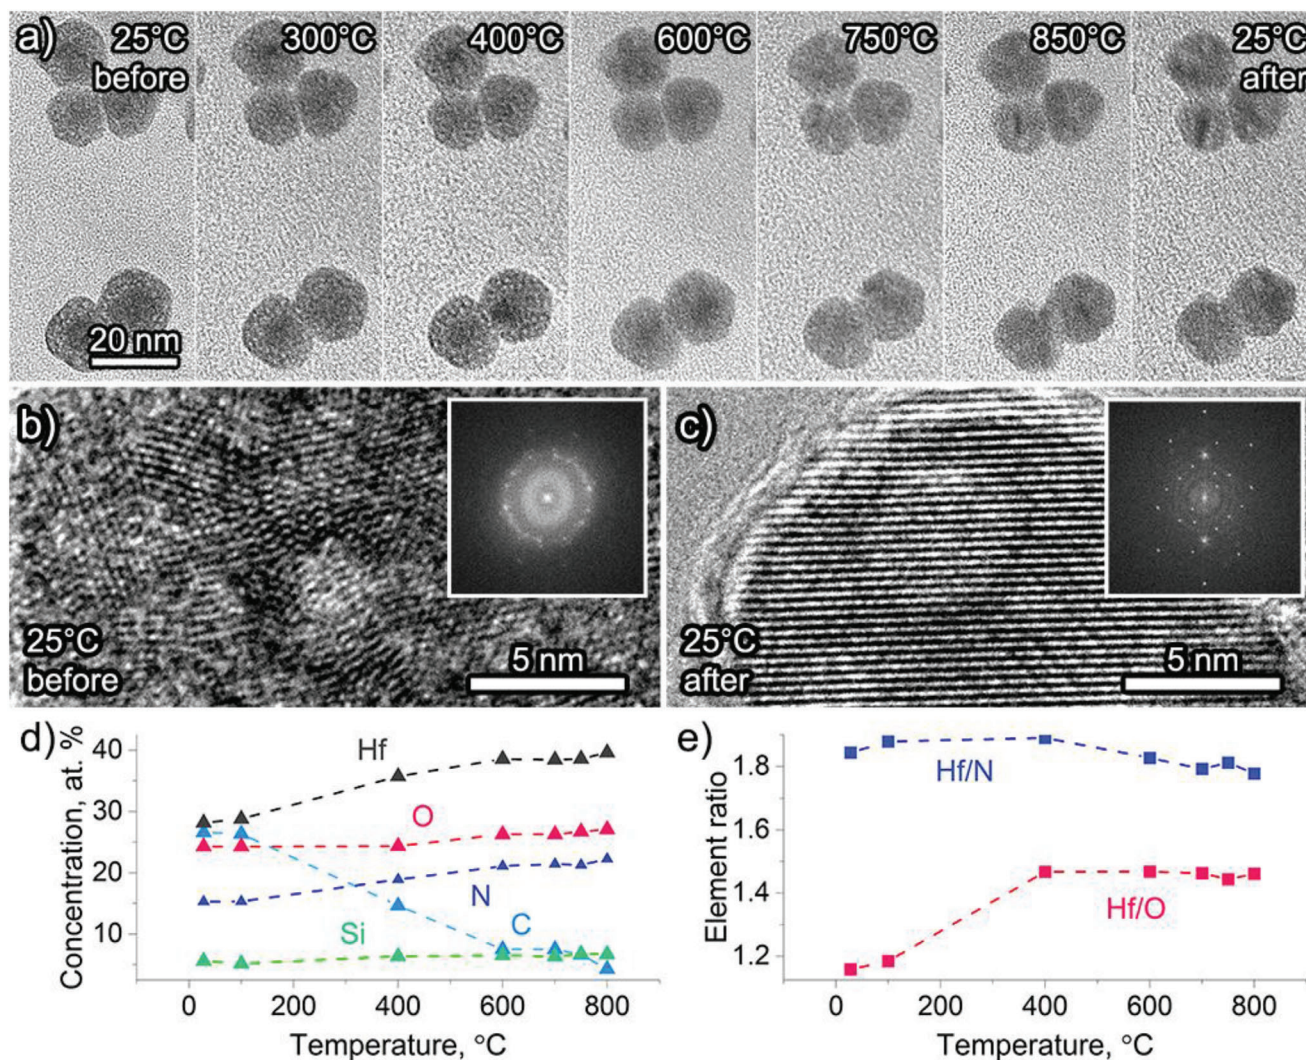 a) 25°C before 300°C 400°C 600°C 750°C 850°C 25°C after
20 nm
b) 25°C before 5 nm
c) 25°C after 5 nm
d)
Concentration, at. %
40
30
20
10
Hf
O
N
C
Si
0 200 400 600 800
Temperature, °C
e)
Element ratio
1.8
1.6
1.4
1.2
Hf/N
Hf/O
0 200 400 600 800
Temperature, °C